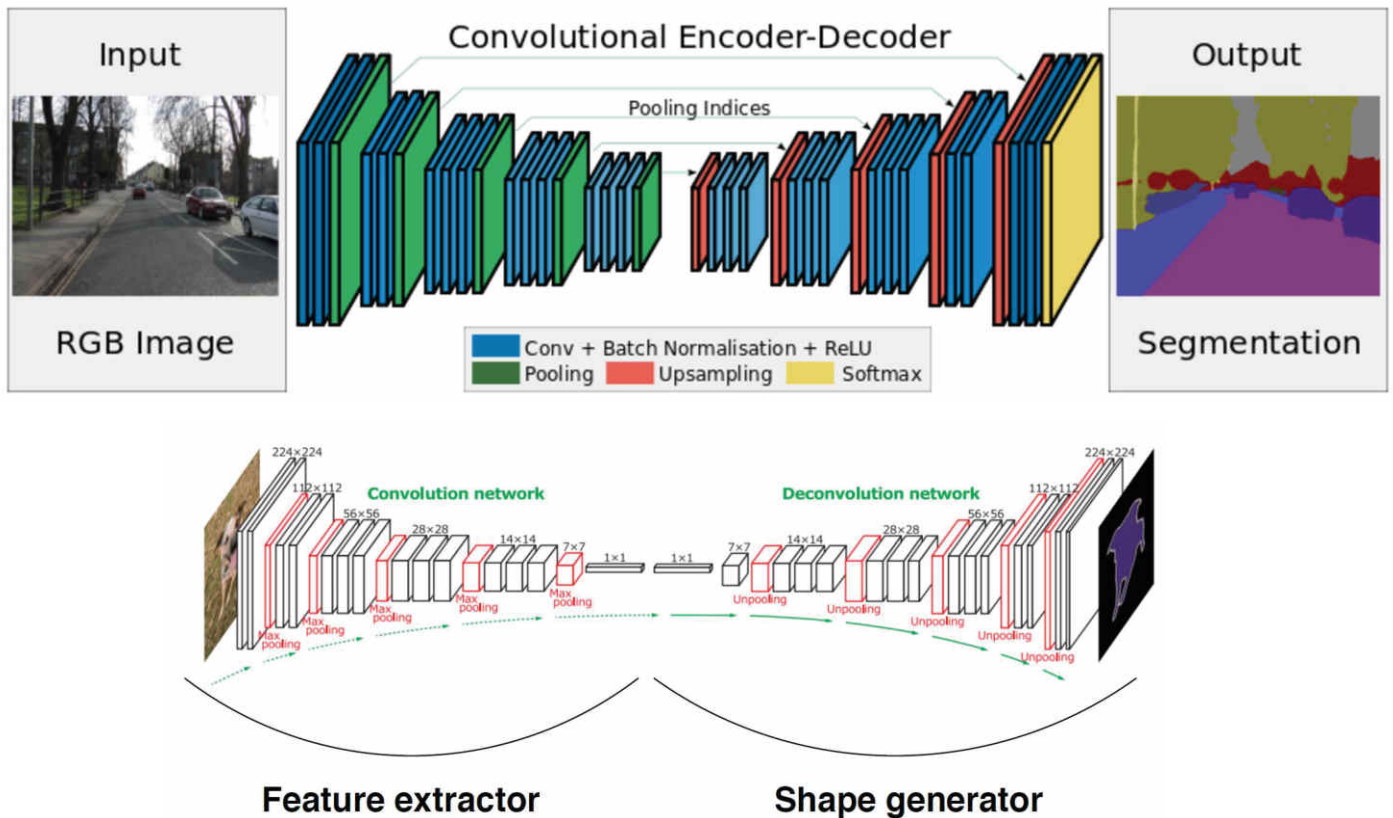 Input
Convolutional Encoder-Decoder
Output
Pooling Indices
RGB Image
Segmentation
Conv + Batch Normalisation + ReLU
Pooling
Upsampling
Softmax
224×224
112×112
56×56
28×28
14×14
7×7
1×1
1×1
7×7
14×14
28×28
56×56
112×112
224×224
Convolution network
Deconvolution network
Max
pooling
Max
pooling
Max
pooling
Max
pooling
Max
pooling
Unpooling
Unpooling
Unpooling
Unpooling
Unpooling
Feature extractor
Shape generator